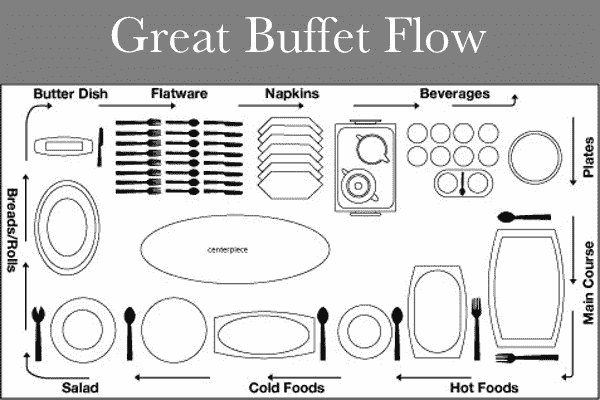 Great Buffet Flow
Butter Dish
Flatware
Napkins
Beverages
Plates
Breads/Rolls
centerpiece
Main Course
Salad
Cold Foods
Hot Foods